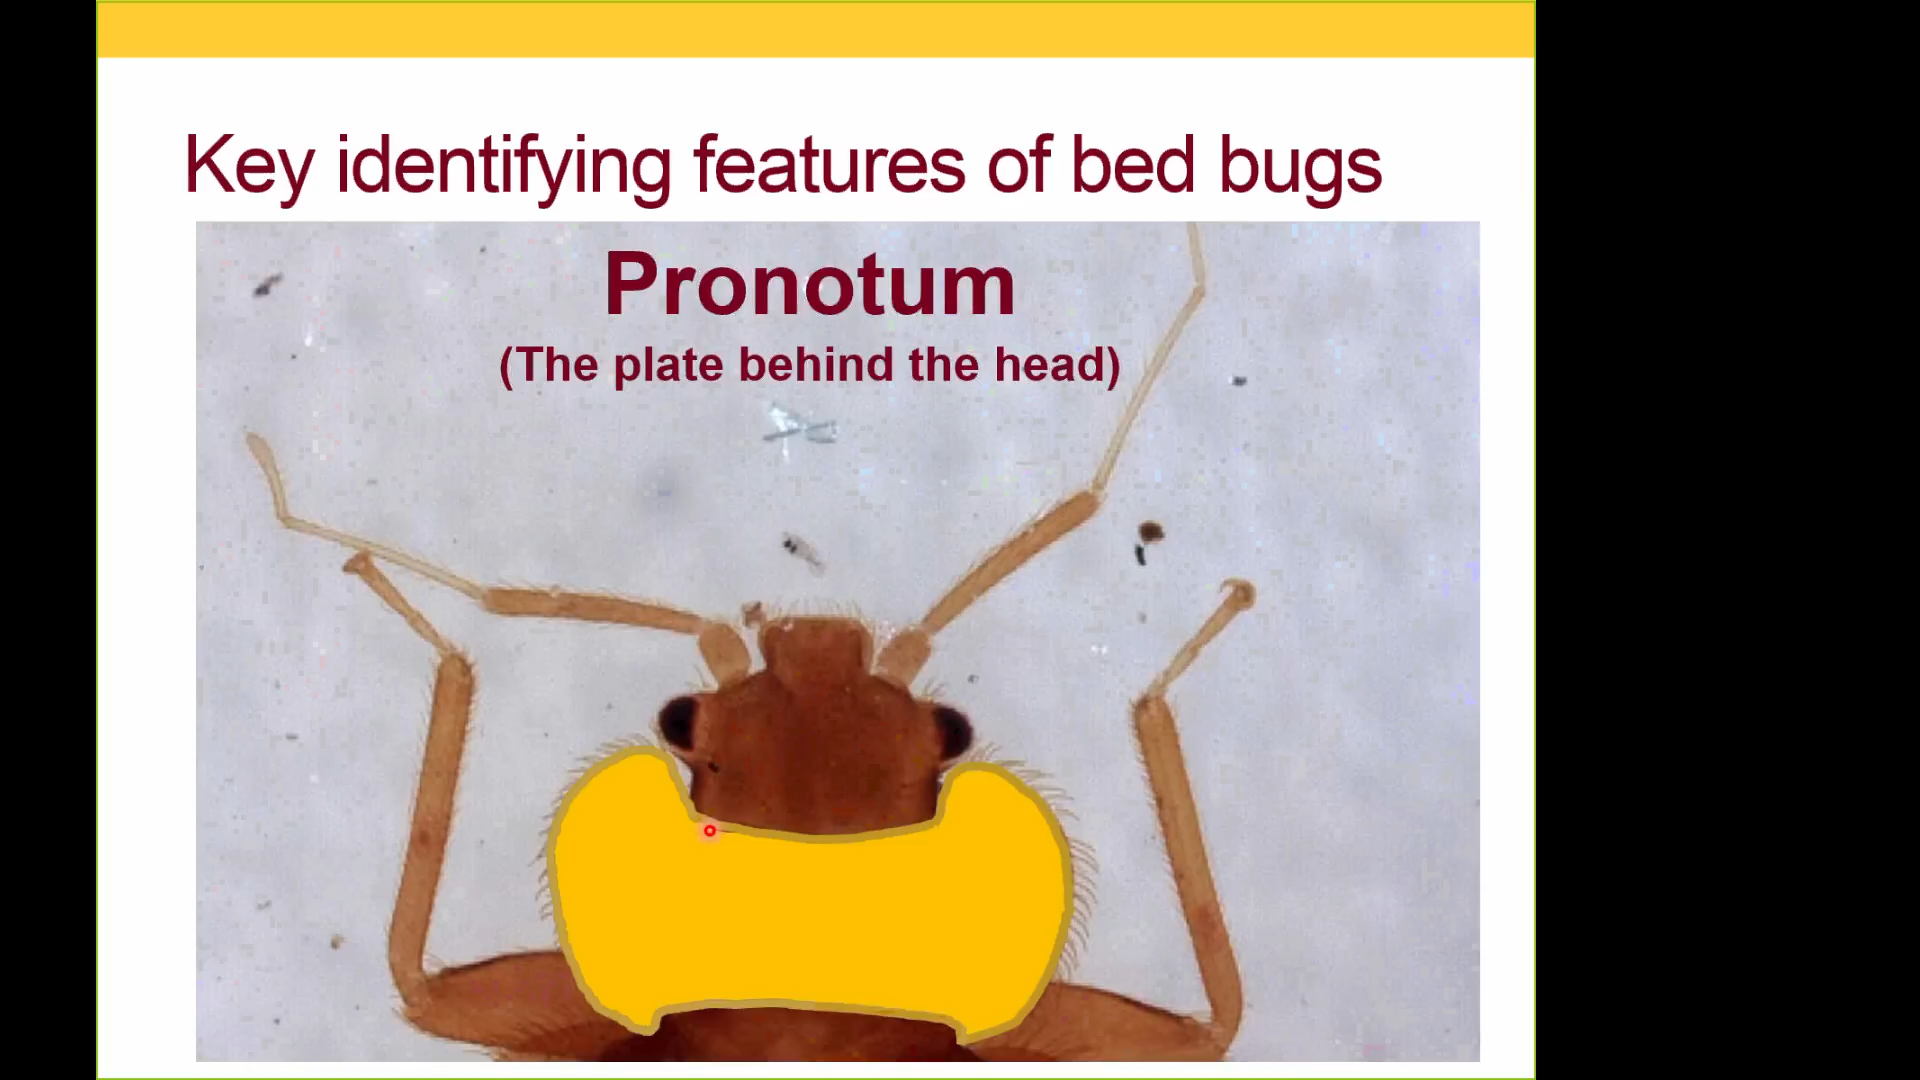 Key identifying features of bed bugs
Pronotum
(The plate behind the head)